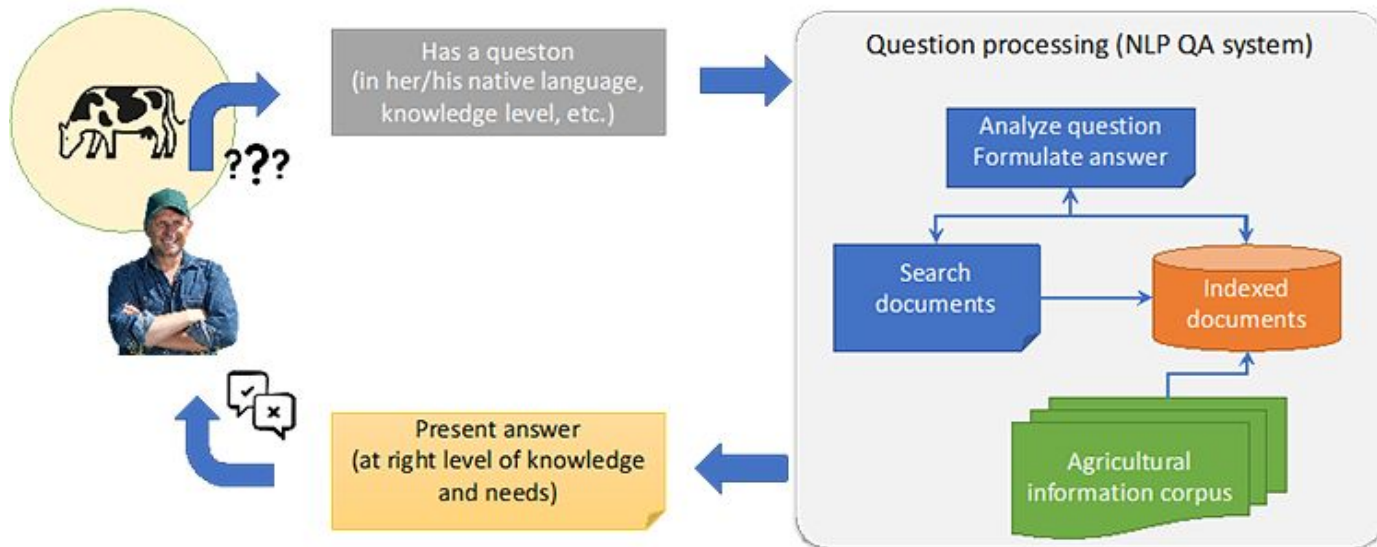 Has a queston
(in her/his native language,
knowledge level, etc.)
???
Question processing (NLP QA system)
Analyze question
Formulate answer
Search
documents
Indexed
documents
Agricultural
information corpus
Present answer
(at right level of knowledge
and needs)